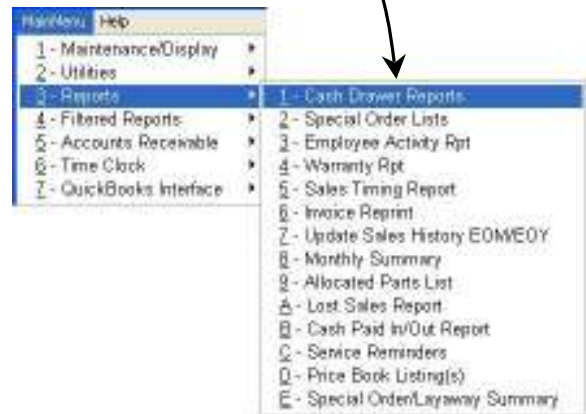 MainMenu Help
1 - Maintenance/Display
2 - Utilities
3 - Reports
4 - Filtered Reports
5 - Accounts Receivable
6 - Time Clock
7 - QuickBooks Interface
1 - Cash Drawer Reports
2 - Special Order Lists
3 - Employee Activity Rpt
4 - Warranty Rpt
5 - Sales Timing Report
6 - Invoice Reprint
7 - Update Sales History EOM/EOY
8 - Monthly Summary
9 - Allocated Parts List
A - Lost Sales Report
B - Cash Paid In/Out Report
C - Service Reminders
D - Price Book Listing(s)
E - Special Order/Layaway Summary